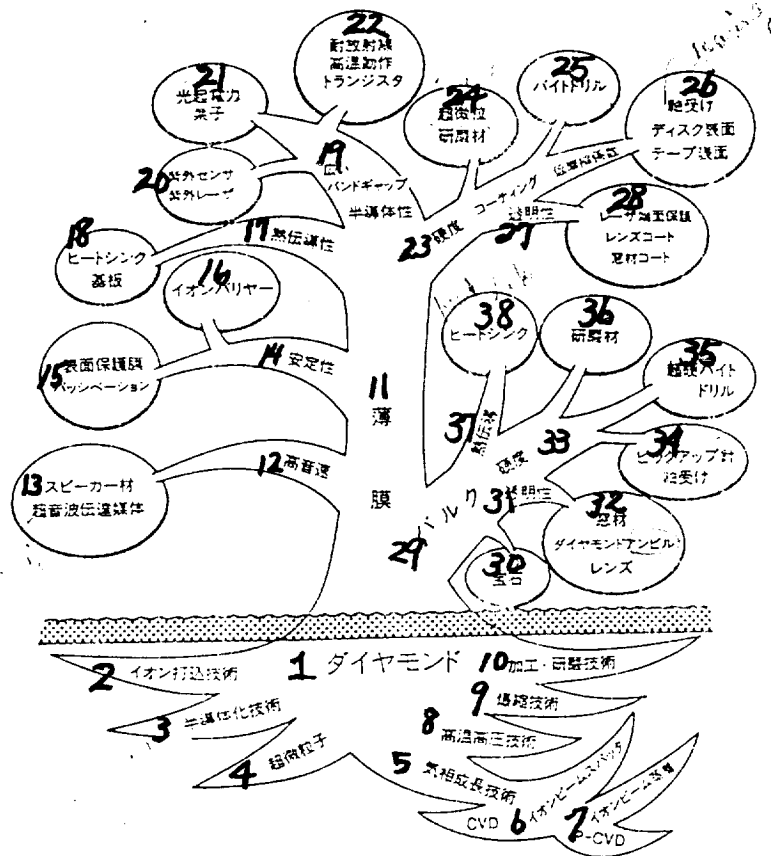 22
耐放射線
高温動作
トランジスタ
21
光起電力
素子
20
紫外センサ
紫外レーザ
19
広い
バンドギャップ
半導体性
24
超微粒
研磨材
25
バイトドリル
26
ディスク表面
テープ表面
23 硬度
コーティング
27
透明性
28
レーザ端面保護
レンズコート
窓材コート
18
ヒートシンク
基板
17 熱伝導性
16
イオンバリヤー
15
表面保護膜
パッシベーション
14 安定性
13 スピーカー材
超音波伝達媒体
12 高音速
11
薄
膜
38
ヒートシンク
37
熱伝導
36
研磨材
35
超硬バイト
ドリル
硬度 33
34
ピックアップ針
軸受け
31 透明性
32
窓材
ダイヤモンドアンビル
レンズ
29 バルク
30
宝石
1 ダイヤモンド
2 イオン打込技術
3 半導体化技術
4 超微粒子
5 気相成長技術
CVD
6 イオンビームスパッタ
7 イオンビーム蒸着
P-CVD
8 高温高圧技術
9 爆縮技術
10 加工・研磨技術